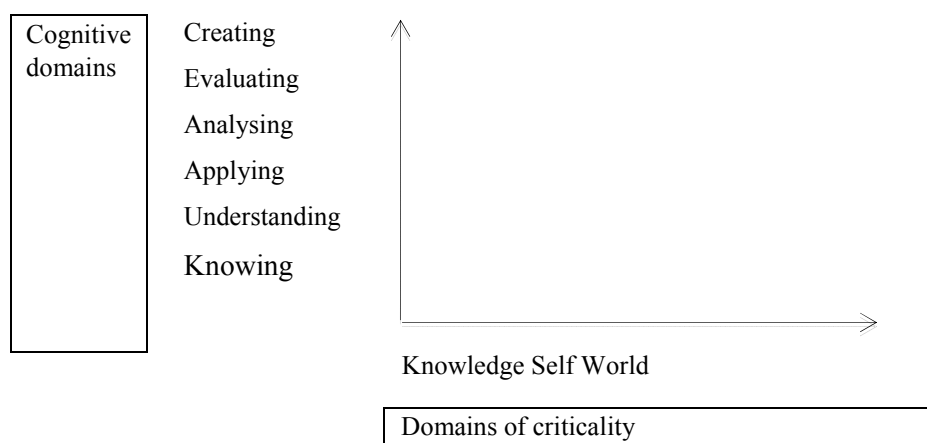 Cognitive
domains
Creating
Evaluating
Analysing
Applying
Understanding
Knowing
Knowledge Self World
Domains of criticality